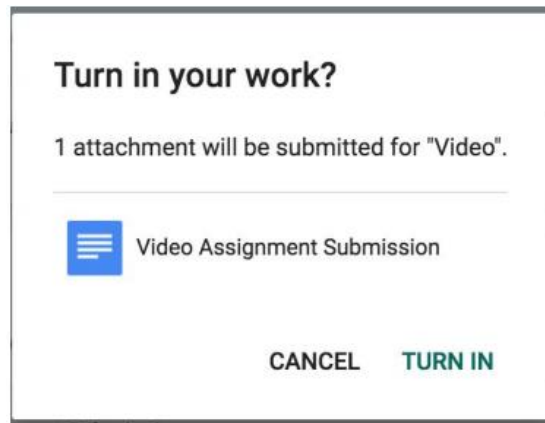 Turn in your work?
1 attachment will be submitted for "Video".
Video Assignment Submission
CANCEL TURN IN